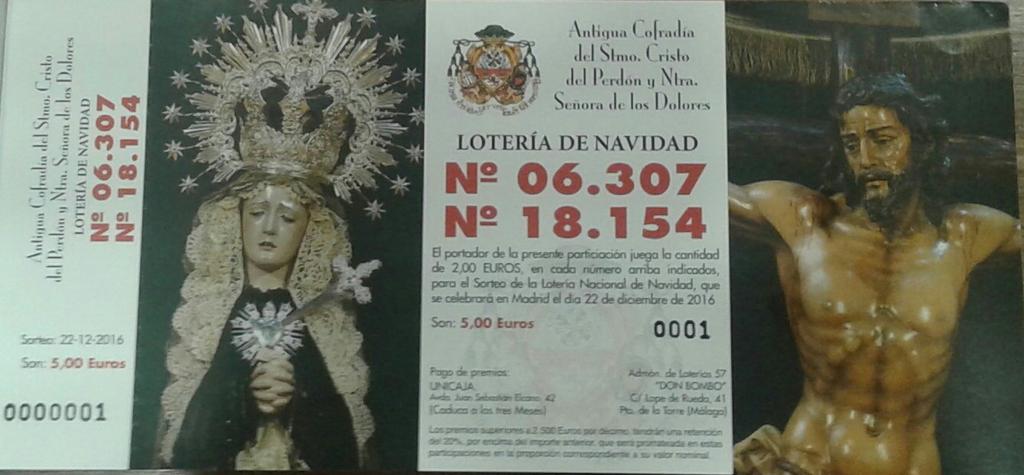 Antigua Cofradía del Stmo. Cristo
del Perdón y Ntra. Señora de los Dolores
LOTERÍA DE NAVIDAD
Nº 06.307
Nº 18.154
Sorteo: 22-12-2016
Son: 5,00 Euros
0000001
Antigua Cofradía
del Stmo. Cristo
del Perdón y Ntra.
Señora de los Dolores
LOTERÍA DE NAVIDAD
Nº 06.307
Nº 18.154
El portador de la presente participación juega la cantidad
de 2,00 EUROS, en cada número arriba indicados,
para el Sorteo de la Lotería Nacional de Navidad, que
se celebrará en Madrid el día 22 de diciembre de 2016
Son: 5,00 Euros
0001
Pago de premios:
UNICAJA
Avda. Juan Sebastián Elcano, 42
(Caduca a los tres Meses)
Admón. de Loterías 57
"DON BOMBO"
C/ Lope de Rueda, 41
Pto. de la Torre (Málaga)
Los premios superiores a 2.500 Euros por décimo, tendrán una retención
del 20%, por encima del importe anterior, que será prorrateada en estas
participaciones en la proporción correspondiente a su valor nominal.